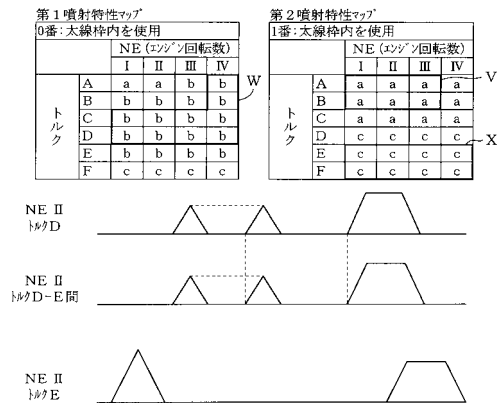 第1噴射特性マップ
0番:太線枠内を使用
NE (エンジン回転数)
I II III IV
トルク
A a a b b
B b b b b
C b b b b
D b b b b
E b b b b
F c c c c
W
第2噴射特性マップ
1番:太線枠内を使用
NE (エンジン回転数)
I II III IV
トルク
A a a a a
B a a a a
C a a a a
D c c c c
E c c c c
F c c c c
V
X
NE II
トルクD
NE II
トルクD-E間
NE II
トルクE